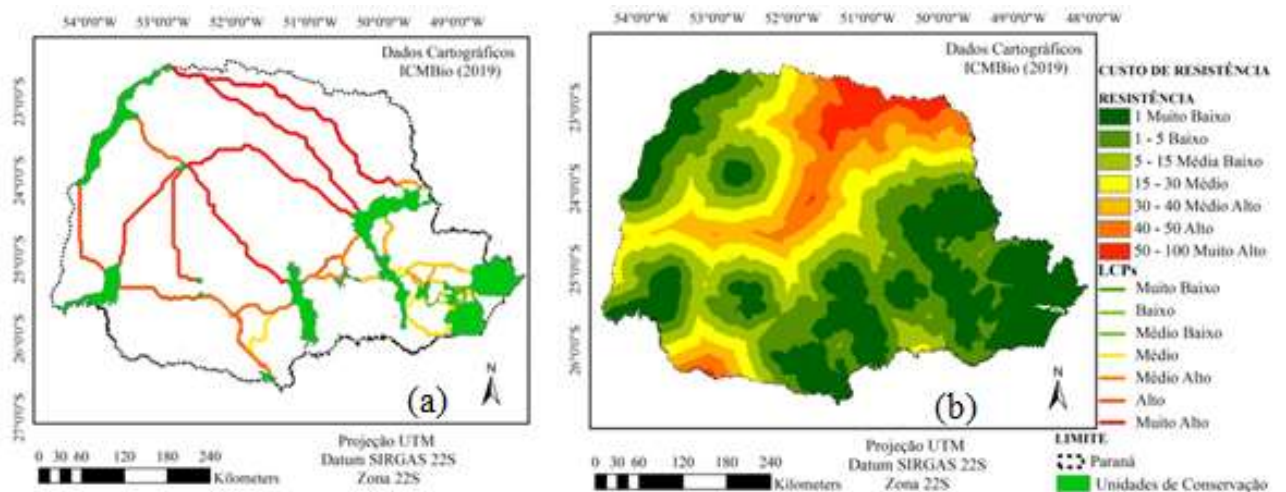 54°0'0"W 53°0'0"W 52°0'0"W 51°0'0"W 50°0'0"W 49°0'0"W
Dados Cartográficos
ICMBio (2019)
23°0'0"S
24°0'0"S
25°0'0"S
26°0'0"S
27°0'0"S
N
(a)
Projeção UTM
Datum SIRGAS 22S
Zona 22S
0 30 60 120 180 240
Kilometers
54°0'0"W 53°0'0"W 52°0'0"W 51°0'0"W 50°0'0"W 49°0'0"W 48°0'0"W
Dados Cartográficos
ICMBio (2019)
23°0'0"S
24°0'0"S
25°0'0"S
26°0'0"S
N
(b)
Projeção UTM
Datum SIRGAS 22S
Zona 22S
0 15 30 60 120 180 240
Kilometers
CUSTO DE RESISTÊNCIA
RESISTÊNCIA
1 Muito Baixo
1 - 5 Baixo
5 - 15 Média Baixo
15 - 30 Médio
30 - 40 Médio Alto
40 - 50 Alto
50 - 100 Muito Alto
LCPs
Muito Baixo
Baixo
Médio Baixo
Médio
Médio Alto
Alto
Muito Alto
LIMITE
Paraná
Unidades de Conservação